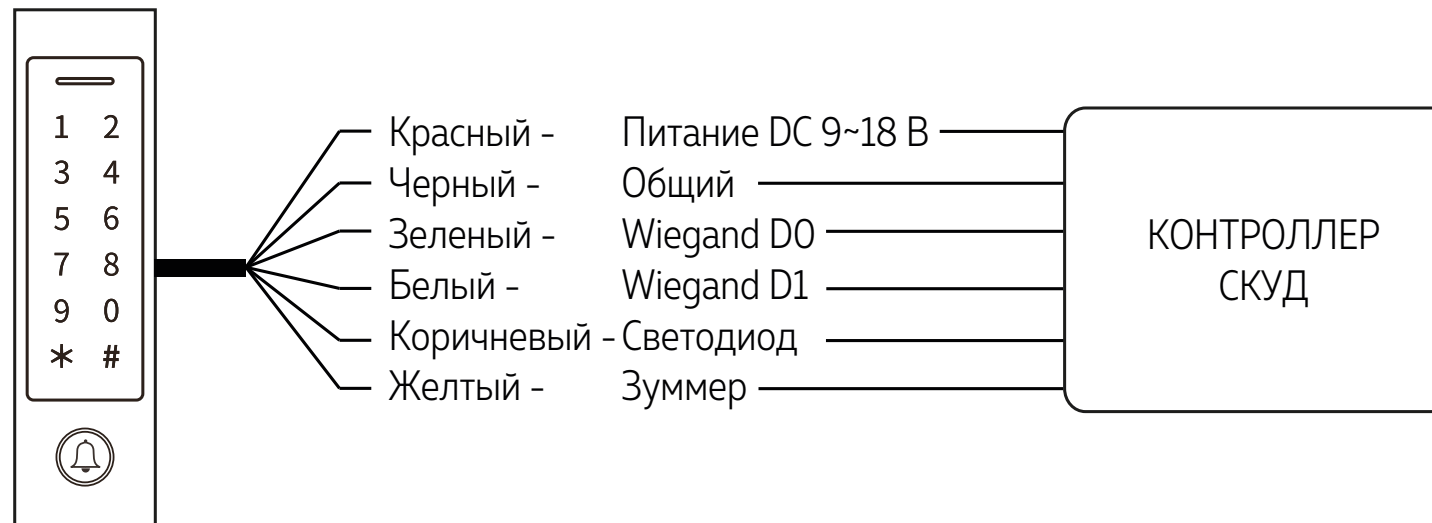 1 2
3 4
5 6
7 8
9 0
* #
Красный - Питание DC 9~18 В
Черный - Общий
Зеленый - Wiegand D0
Белый - Wiegand D1
Коричневый - Светодиод
Желтый - Зуммер
КОНТРОЛЛЕР
СКУД